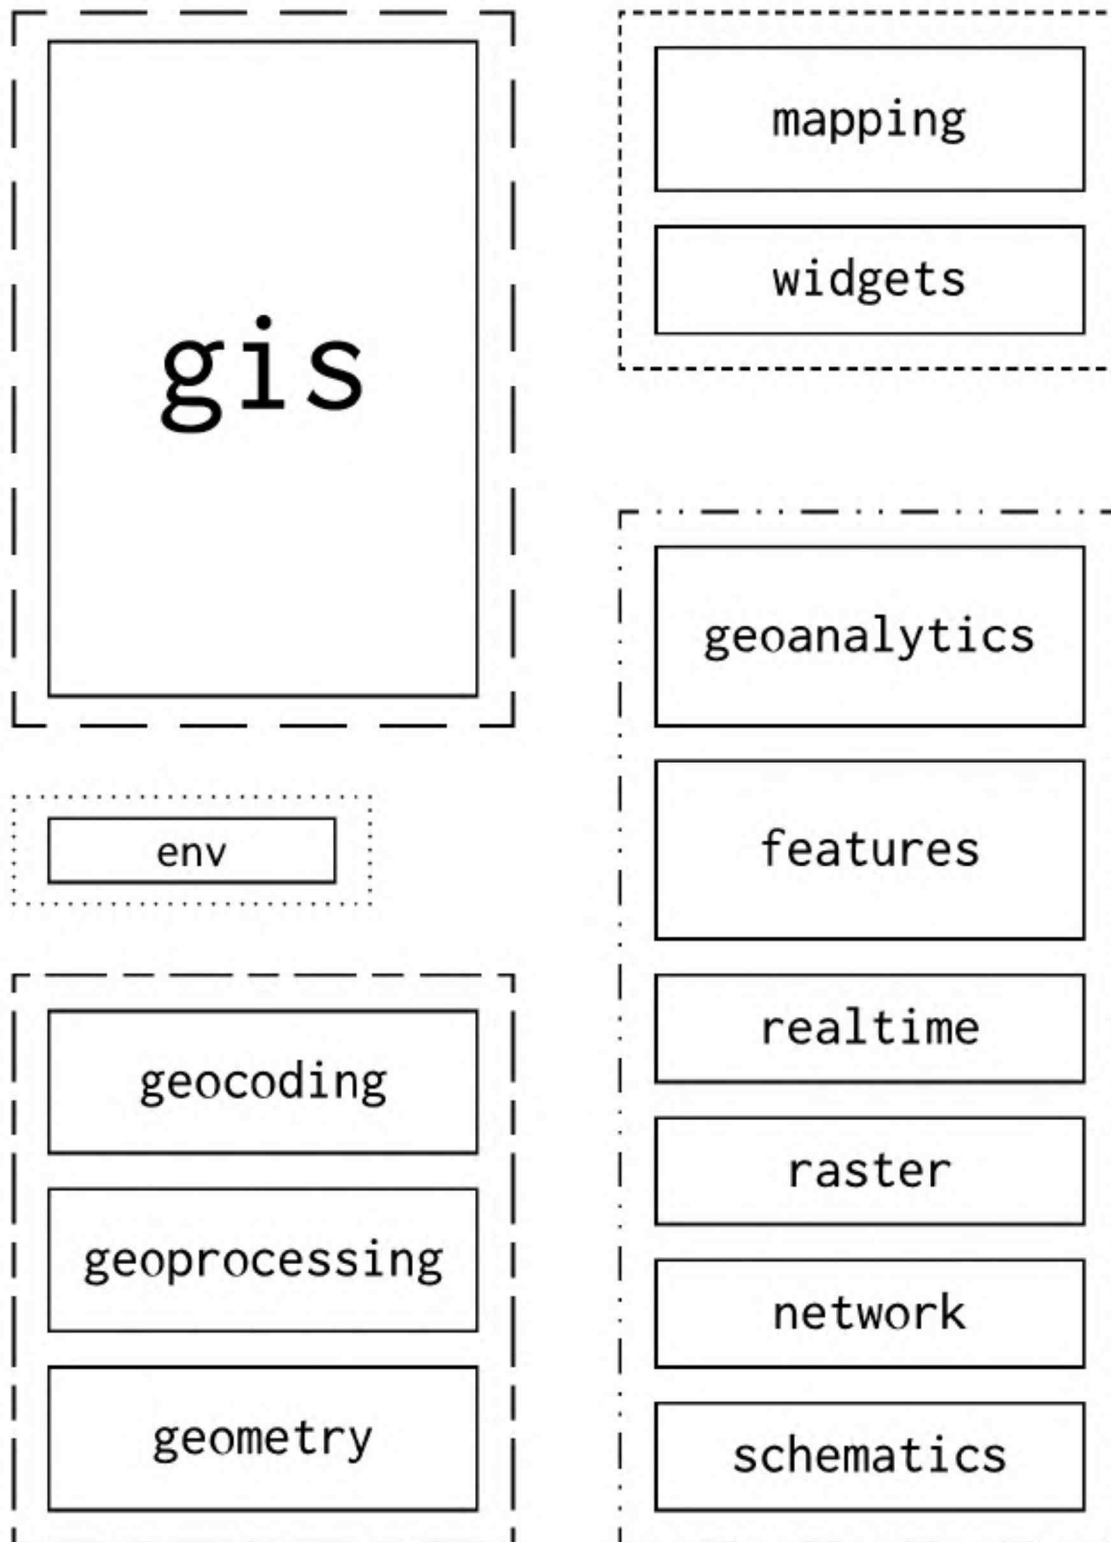 gis
env
geocoding
geoprocessing
geometry
mapping
widgets
geoanalytics
features
realtime
raster
network
schematics